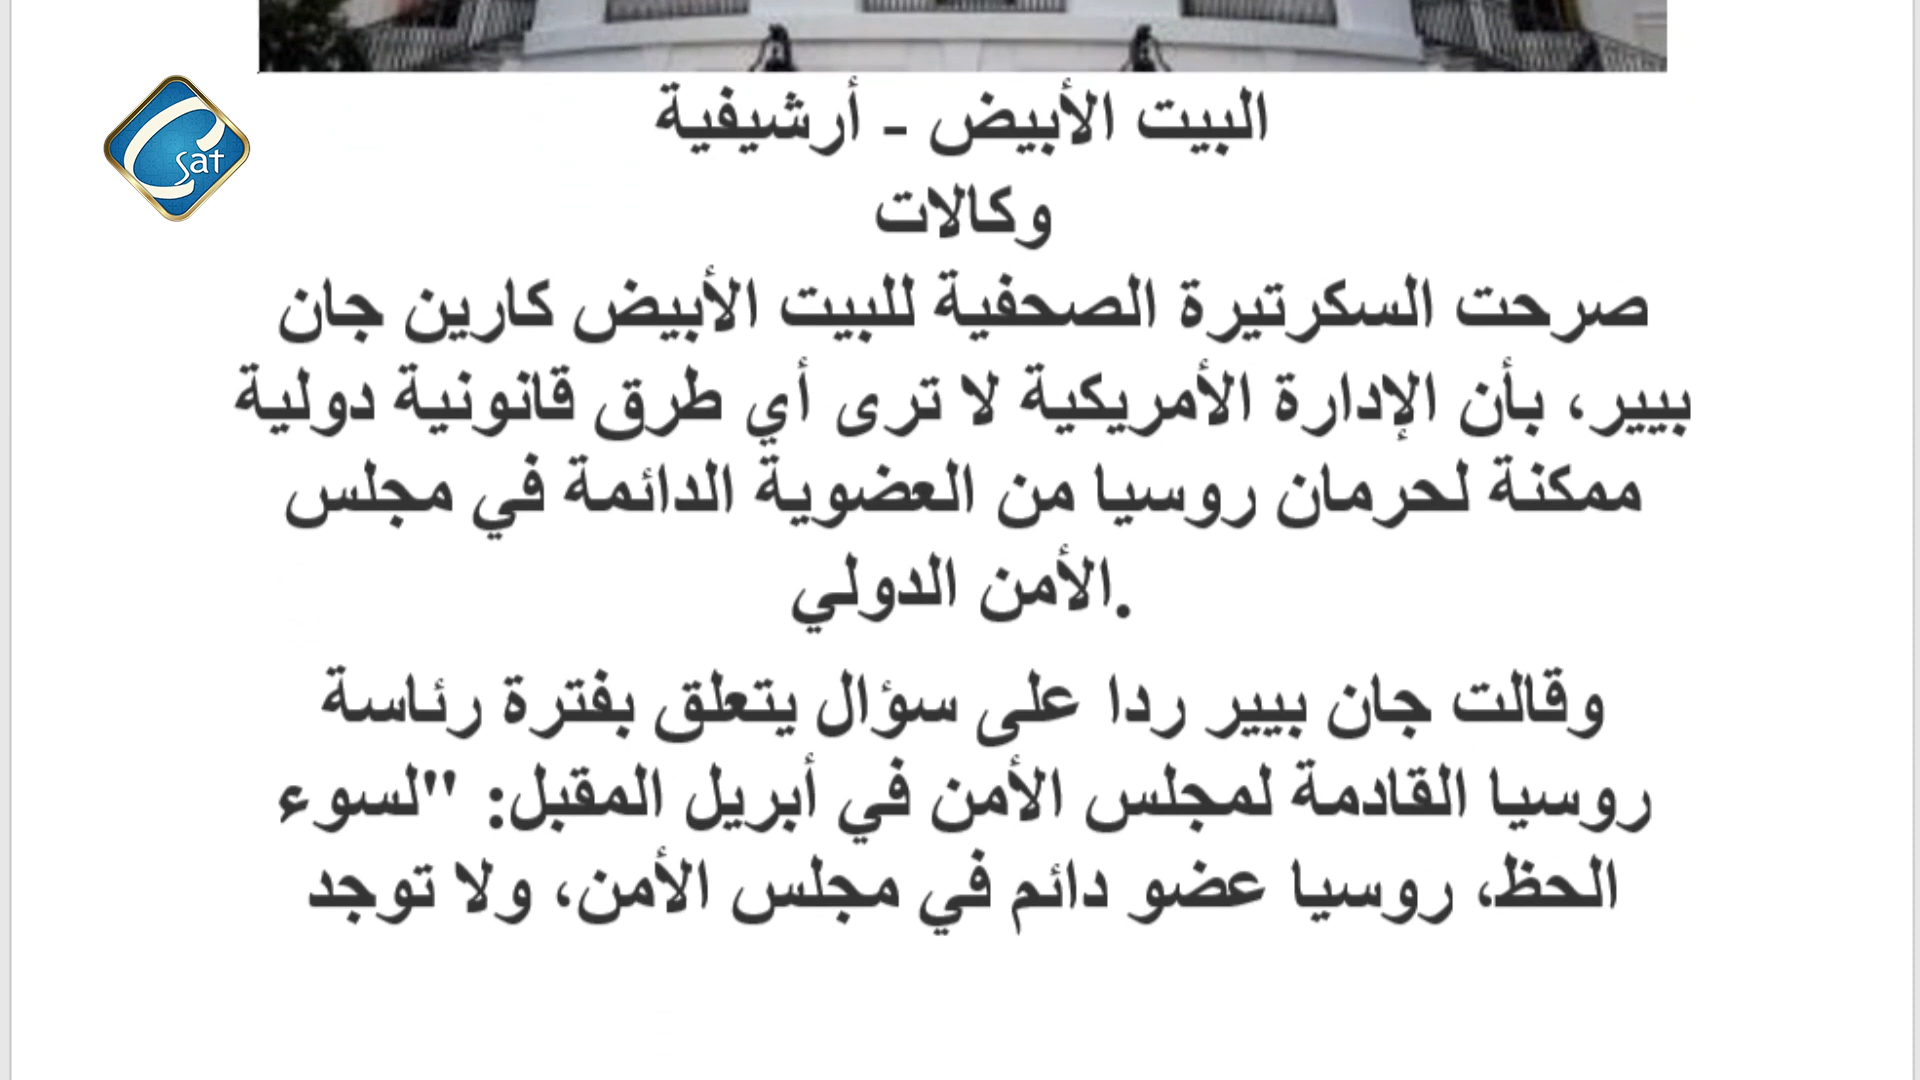 sat
البيت الأبيض - أرشيفية
وكالات
صرحت السكرتيرة الصحفية للبيت الأبيض كارين جان
بيير، بأن الإدارة الأمريكية لا ترى أي طرق قانونية دولية
ممكنة لحرمان روسيا من العضوية الدائمة في مجلس
.الأمن الدولي
وقالت جان بيير ردا على سؤال يتعلق بفترة رئاسة
روسيا القادمة لمجلس الأمن في أبريل المقبل: "لسوء
الحظ، روسيا عضو دائم في مجلس الأمن، ولا توجد